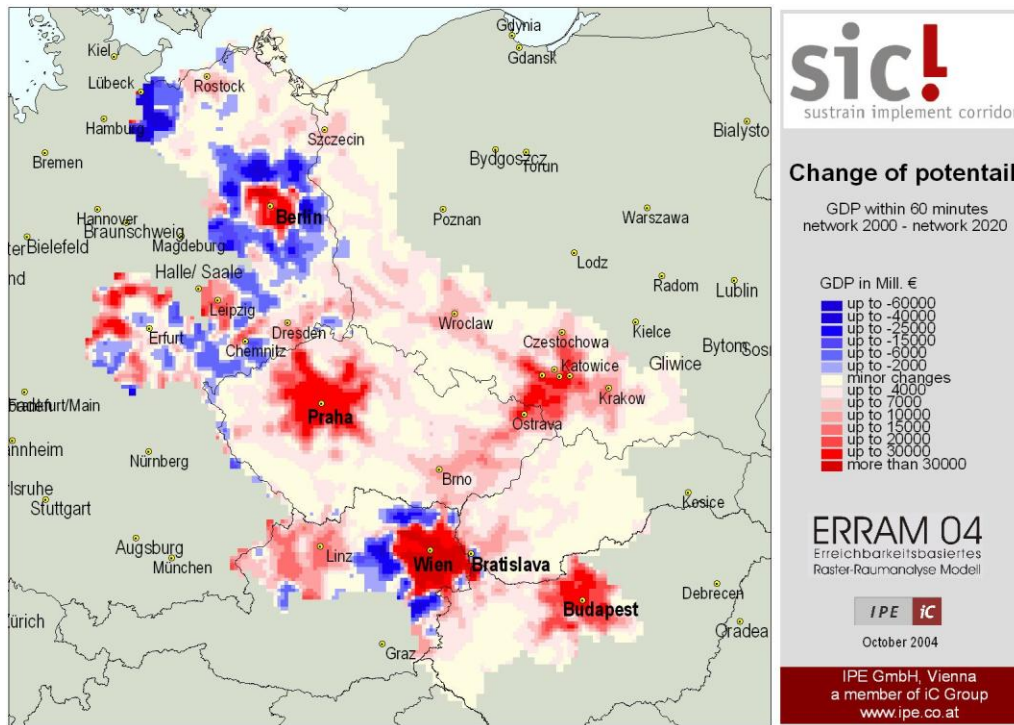 Gdynia
Gdansk
Kiel
Lübeck
Rostock
Hamburg
Szczecin
Bialysto
Bremen
Bydgoszcz
Torun
Hannover
Berlin
Poznan
Warszawa
Braunschweig
ter/Bielefeld
Magdeburg
Lodz
nd
Halle/ Saale
Radom
Lublin
Leipzig
Wroclaw
Kielce
Erfurt
Dresden
Chemnitz
Czestochowa
Bytom
Sos
Katowice
Gliwice
Krakow
/Main
Praha
Ostrava
annheim
Nürnberg
Brno
rlsruhe
Kosice
Stuttgart
Augsburg
Linz
Wien
Bratislava
München
Budapest
Debrecen
Zürich
Oradea
Graz
sic!
sustrain implement corridor
Change of potentail
GDP within 60 minutes
network 2000 - network 2020
GDP in Mill. €
up to -60000
up to -40000
up to -25000
up to -15000
up to -6000
up to -2000
minor changes
up to 4000
up to 7000
up to 10000
up to 15000
up to 20000
up to 30000
more than 30000
ERRAM 04
Erreichbarkeitsbasiertes
Raster-Raumanalyse Modell
IPE iC
October 2004
IPE GmbH, Vienna
a member of iC Group
www.ipe.co.at